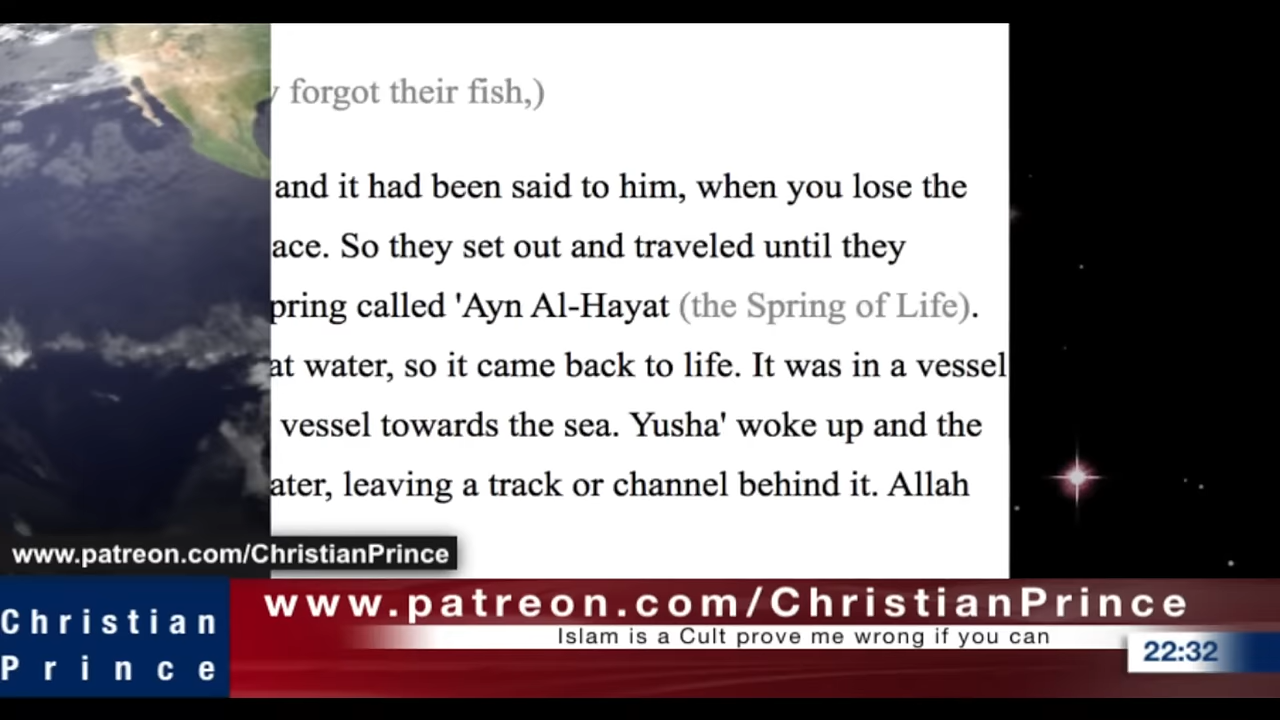 forgot their fish,)
and it had been said to him, when you lose the
ace. So they set out and traveled until they
pring called 'Ayn Al-Hayat (the Spring of Life).
at water, so it came back to life. It was in a vessel
vessel towards the sea. Yusha' woke up and the
ater, leaving a track or channel behind it. Allah
www.patreon.com/ChristianPrince
Christian
Prince
www.patreon.com/ChristianPrince
Islam is a Cult prove me wrong if you can
22:32